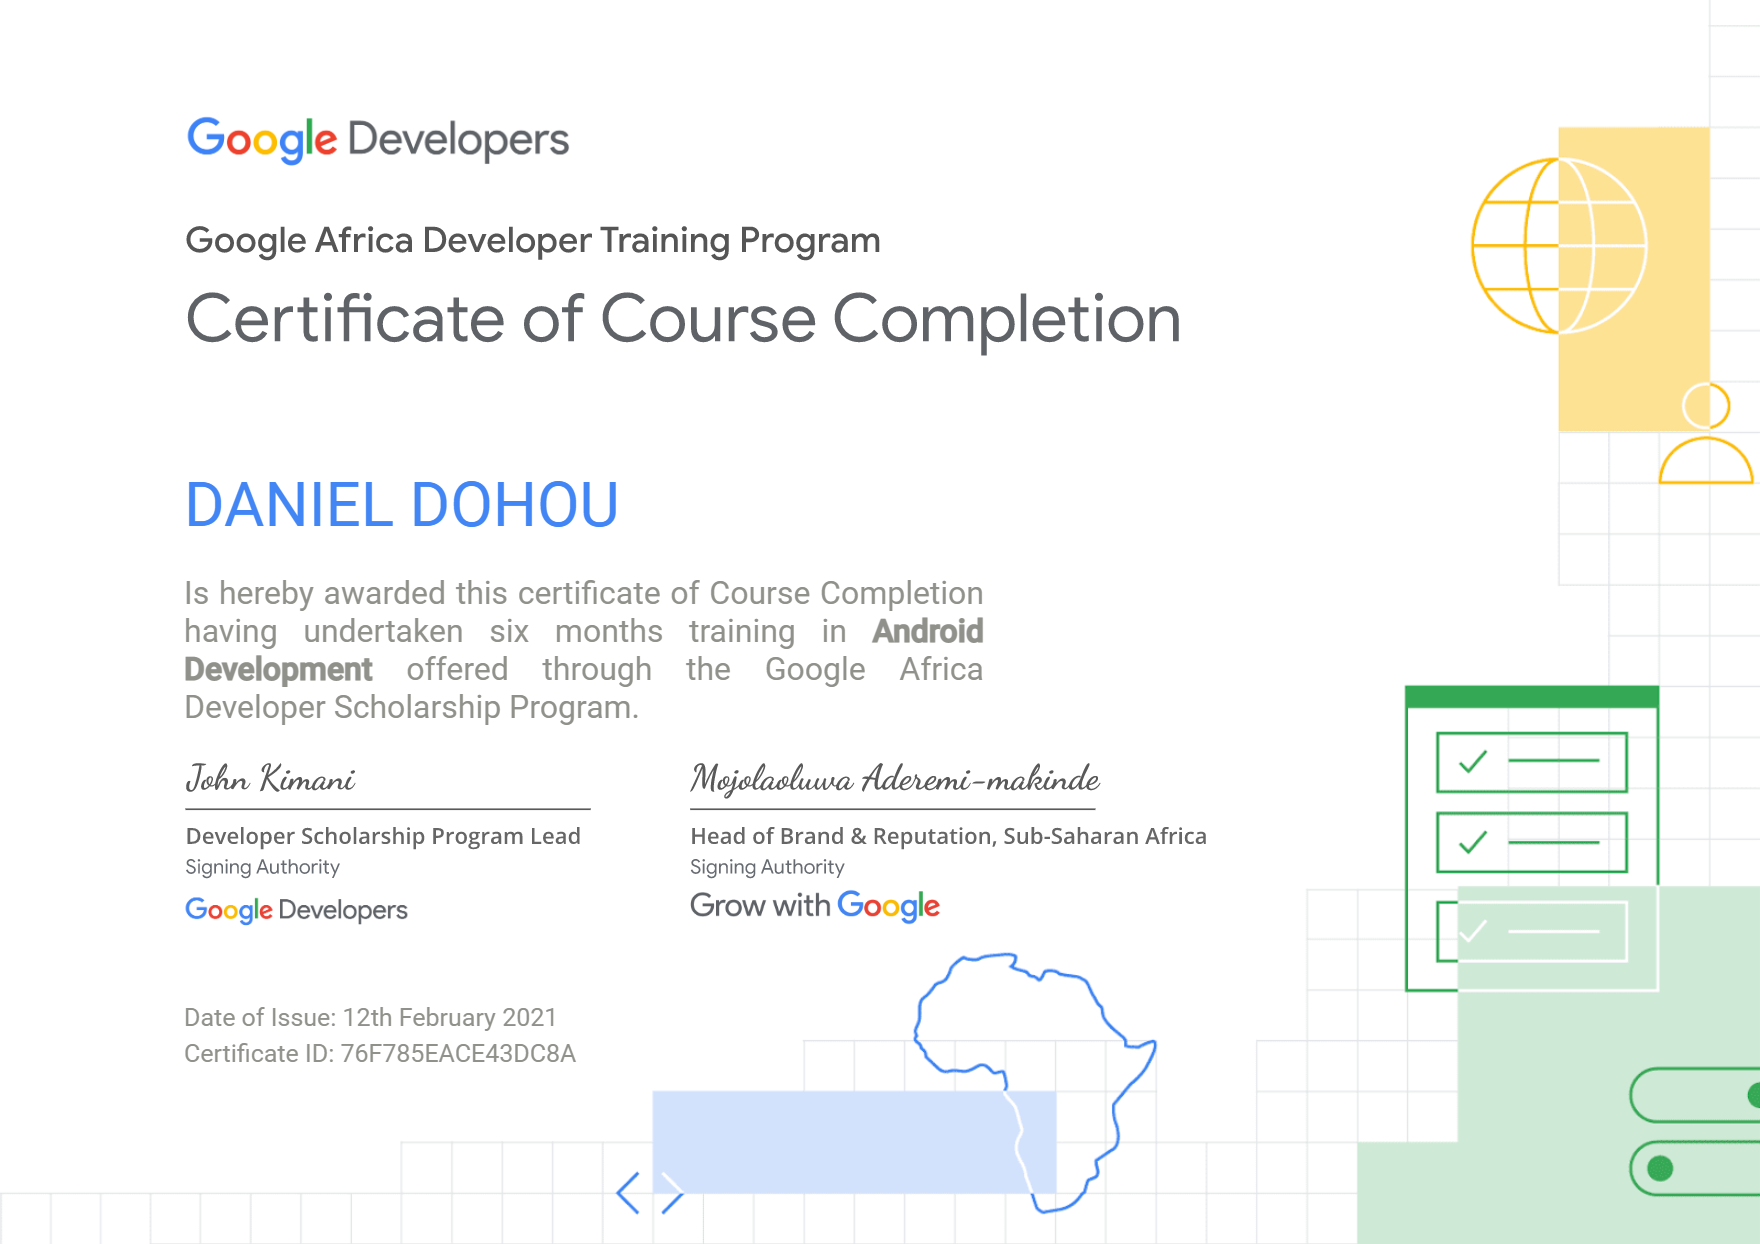 Google Developers
Google Africa Developer Training Program
Certificate of Course Completion
DANIEL DOHOU
Is hereby awarded this certificate of Course Completion
having undertaken six months training in Android
Development offered through the Google Africa
Developer Scholarship Program.
John Kimani
Developer Scholarship Program Lead
Signing Authority
Google Developers
Mojolaoluwa Aderemi-makinde
Head of Brand & Reputation, Sub-Saharan Africa
Signing Authority
Grow with Google
Date of Issue: 12th February 2021
Certificate ID: 76F785EACE43DC8A